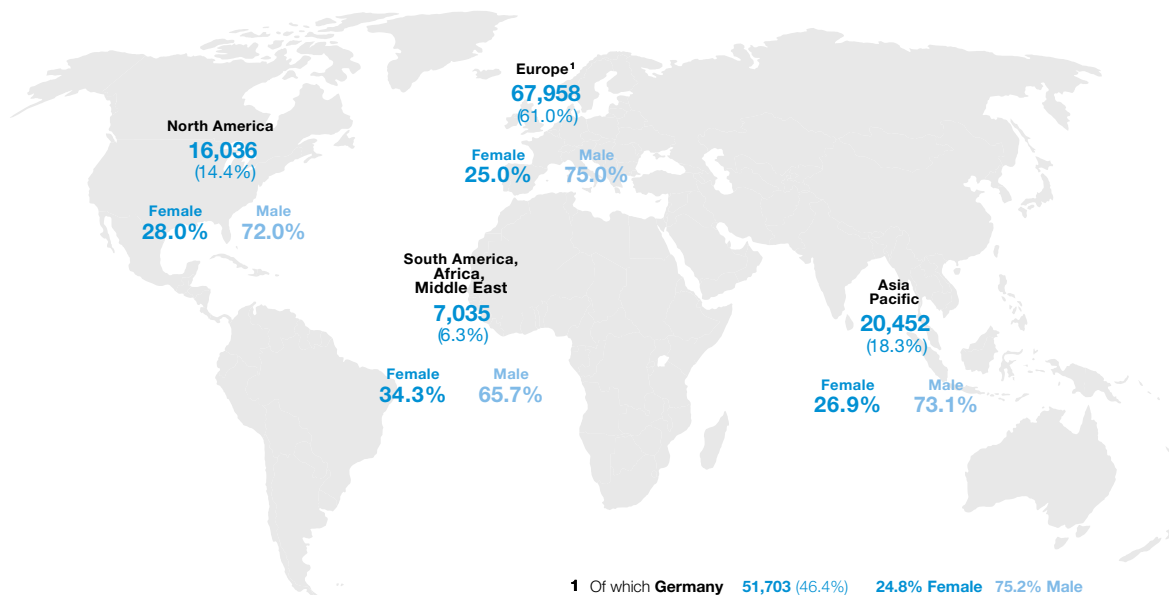 Europe¹
67,958
(61.0%)
Female Male
25.0% 75.0%
North America
16,036
(14.4%)
Female Male
28.0% 72.0%
South America,
Africa,
Middle East
7,035
(6.3%)
Female Male
34.3% 65.7%
Asia
Pacific
20,452
(18.3%)
Female Male
26.9% 73.1%
1 Of which Germany 51,703 (46.4%) 24.8% Female 75.2% Male